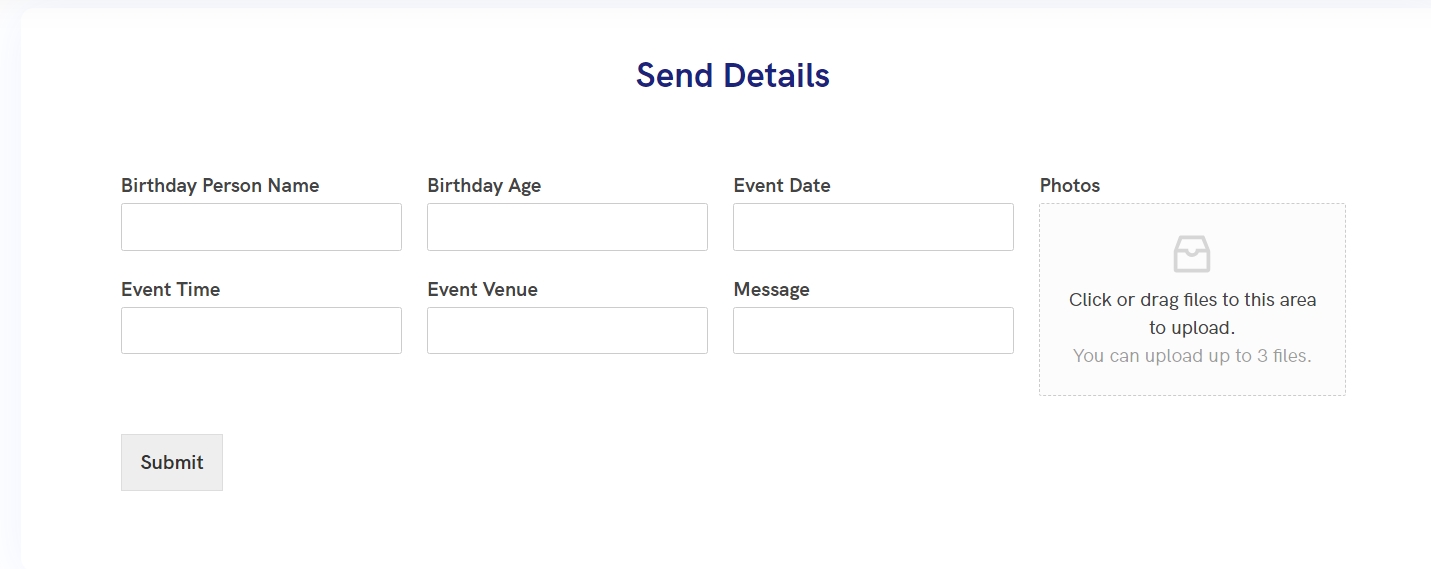 Send Details
Birthday Person Name
Birthday Age
Event Date
Photos
Click or drag files to this area
to upload.
You can upload up to 3 files.
Event Time
Event Venue
Message
Submit